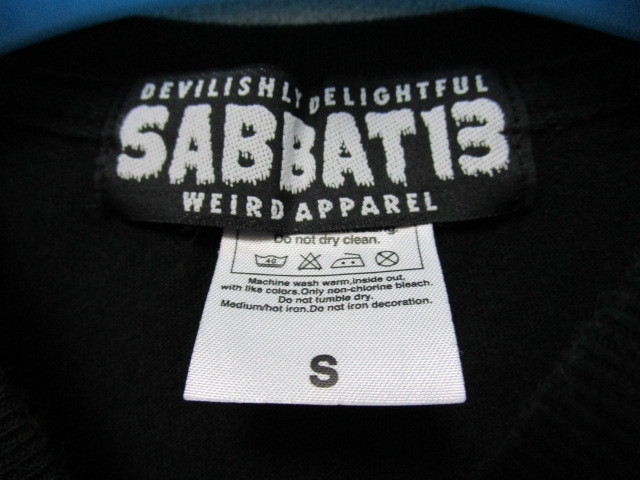 DEVILISHLY DELIGHTFUL
SABBAT13
WEIRD APPAREL
Do not dry clean.
40
Machine wash warm,inside out,
with like colors.Only non-chlorine bleach.
Do not tumble dry.
Medium/hot iron.Do not iron decoration.
S